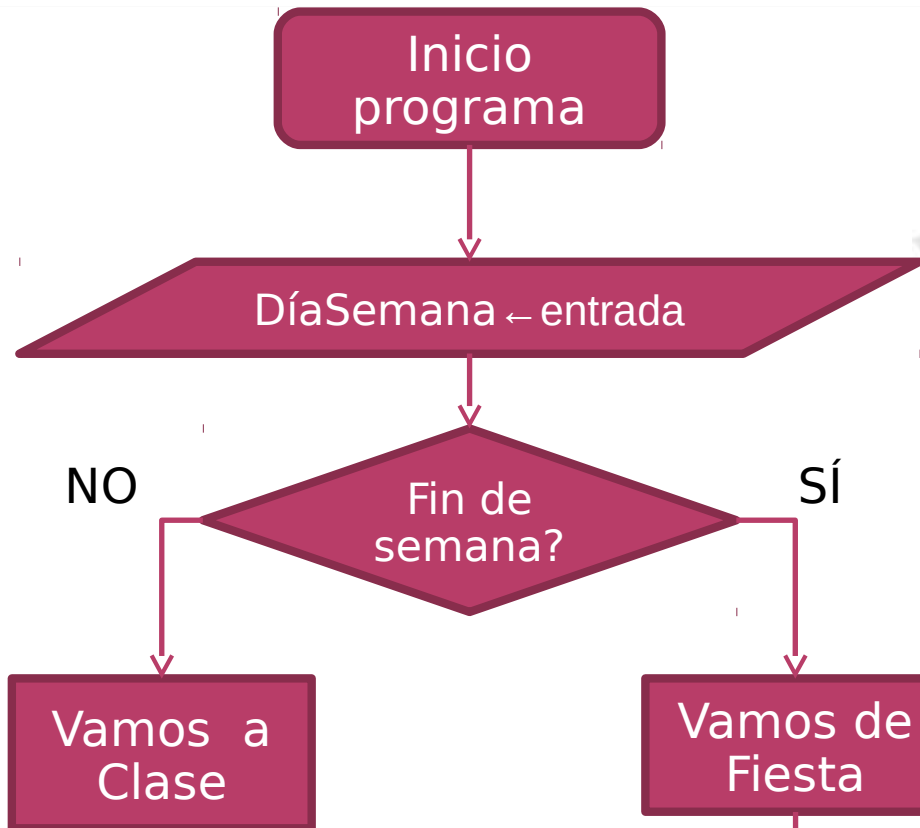 Inicio
programa
DíaSemana←entrada
NO
Fin de
semana?
SÍ
Vamos a
Clase
Vamos de
Fiesta